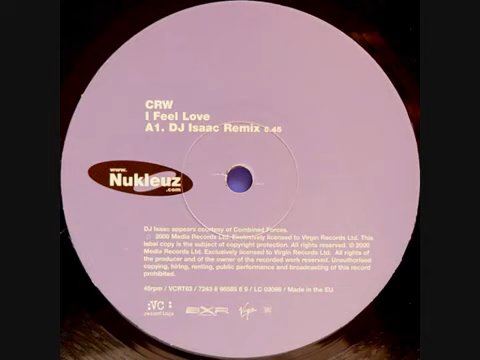 CRW
I Feel Love
A1. DJ Isaac Remix 6.45
www.
Nukleuz
.com
DJ Isaac appears courtesy of Combined Forces.
℗ 2000 Media Records Ltd. Exclusively licensed to Virgin Records Ltd. This
label copy is the subject of copyright protection. All rights reserved. © 2000
Media Records Ltd. Exclusively licensed to Virgin Records Ltd. All rights of
the producer and of the owner of the recorded work reserved. Unauthorised
copying, hiring, renting, public performance and broadcasting of this record
prohibited.
45rpm / VCRT83 / 7243 8 96588 6 9 / LC 03098 / Made in the EU
:VC:
recordings
EXR
Virgin